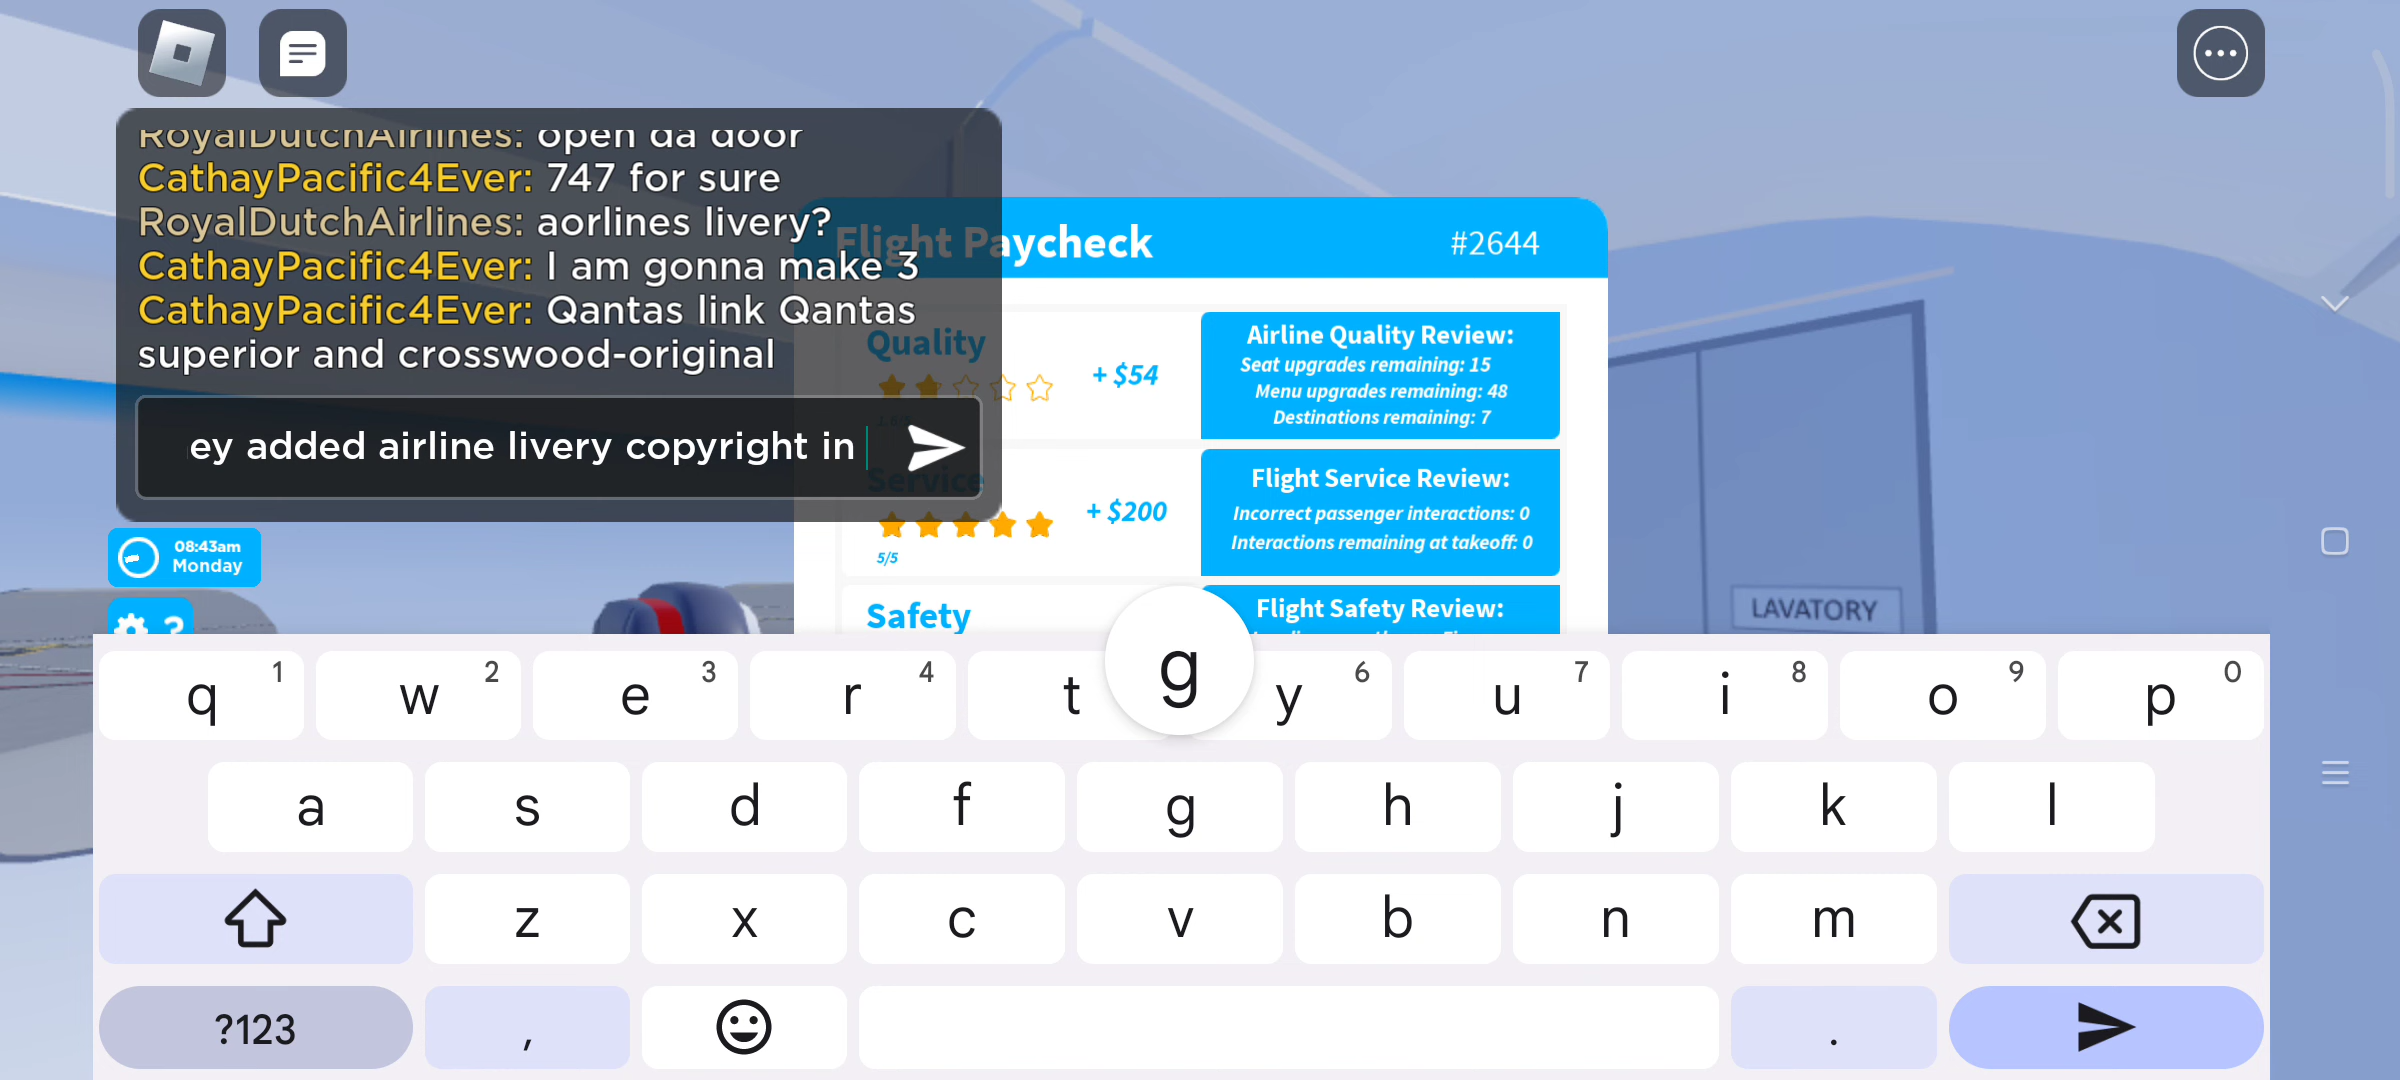 RoyalDutchAirlines: open da door
CathayPacific4Ever: 747 for sure
RoyalDutchAirlines: aorlines livery?
CathayPacific4Ever: I am gonna make 3
CathayPacific4Ever: Qantas link Qantas
superior and crosswood-original
ey added airline livery copyright in
Flight Paycheck
#2644
Quality
+ $54
Airline Quality Review:
Seat upgrades remaining: 15
Menu upgrades remaining: 48
Destinations remaining: 7
Service
5/5
+ $200
Flight Service Review:
Incorrect passenger interactions: 0
Interactions remaining at takeoff: 0
Safety
Flight Safety Review:
08:43am
Monday
?
LAVATORY
q 1 w 2 e 3 r 4 t g y 6 u 7 i 8 o 9 p 0
a s d f g h j k l
z x c v b n m
?123 , .